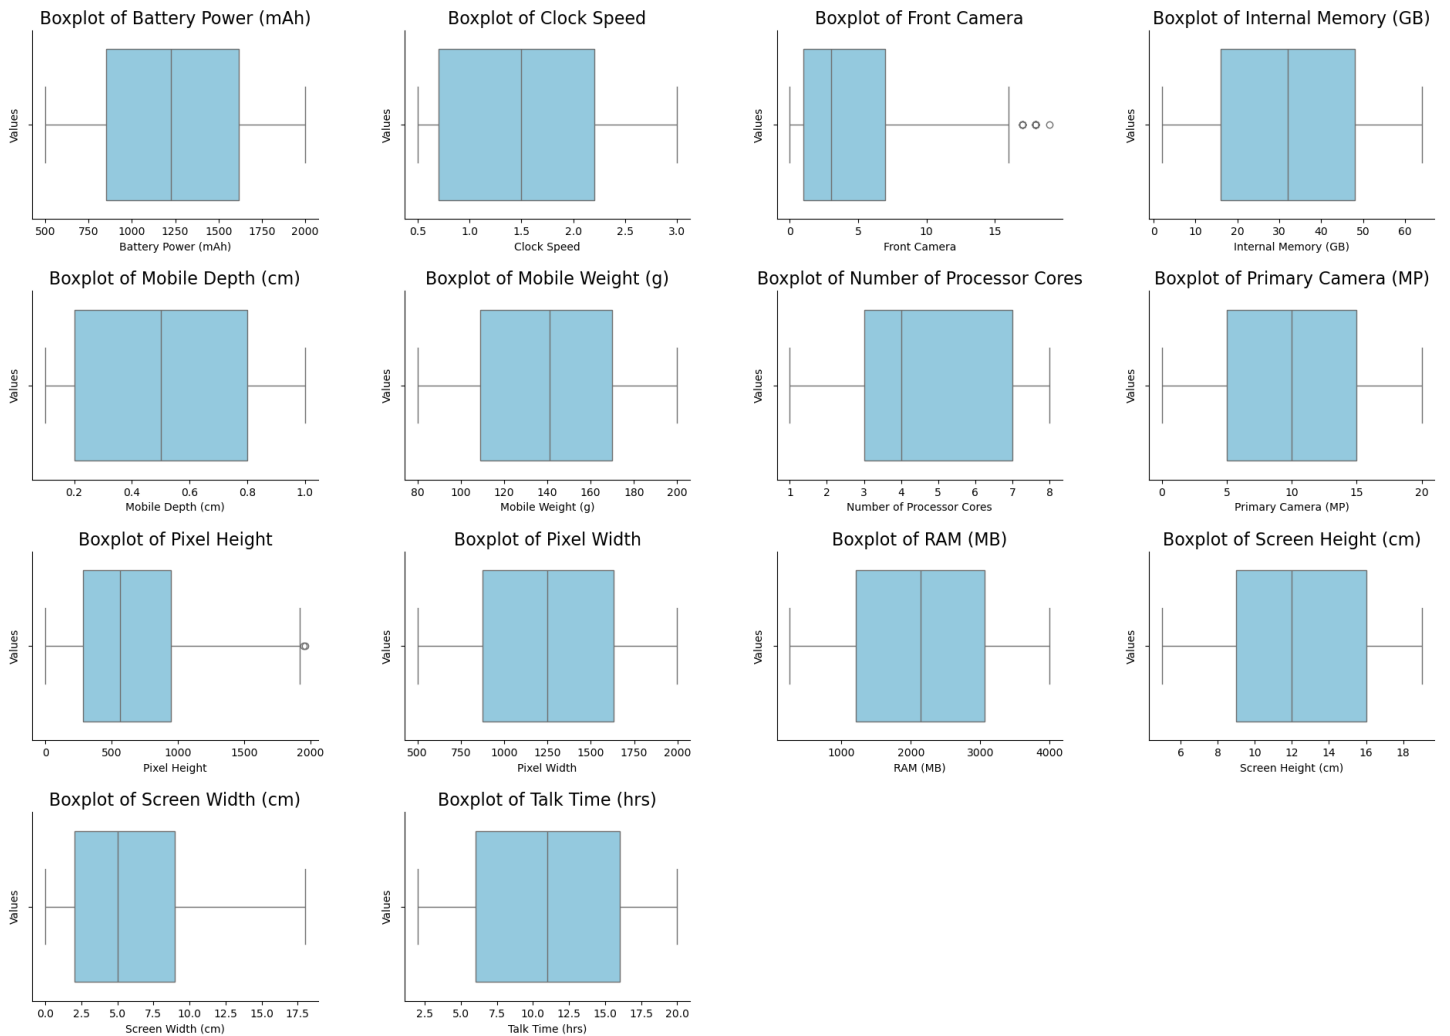 Boxplot of Battery Power (mAh)
Values
500 750 1000 1250 1500 1750 2000
Battery Power (mAh)
Boxplot of Clock Speed
Values
0.5 1.0 1.5 2.0 2.5 3.0
Clock Speed
Boxplot of Front Camera
Values
0 5 10 15
Front Camera
Boxplot of Internal Memory (GB)
Values
0 10 20 30 40 50 60
Internal Memory (GB)
Boxplot of Mobile Depth (cm)
Values
0.2 0.4 0.6 0.8 1.0
Mobile Depth (cm)
Boxplot of Mobile Weight (g)
Values
80 100 120 140 160 180 200
Mobile Weight (g)
Boxplot of Number of Processor Cores
Values
1 2 3 4 5 6 7 8
Number of Processor Cores
Boxplot of Primary Camera (MP)
Values
0 5 10 15 20
Primary Camera (MP)
Boxplot of Pixel Height
Values
0 500 1000 1500 2000
Pixel Height
Boxplot of Pixel Width
Values
500 750 1000 1250 1500 1750 2000
Pixel Width
Boxplot of RAM (MB)
Values
1000 2000 3000 4000
RAM (MB)
Boxplot of Screen Height (cm)
Values
6 8 10 12 14 16 18
Screen Height (cm)
Boxplot of Screen Width (cm)
Values
0.0 2.5 5.0 7.5 10.0 12.5 15.0 17.5
Screen Width (cm)
Boxplot of Talk Time (hrs)
Values
2.5 5.0 7.5 10.0 12.5 15.0 17.5 20.0
Talk Time (hrs)